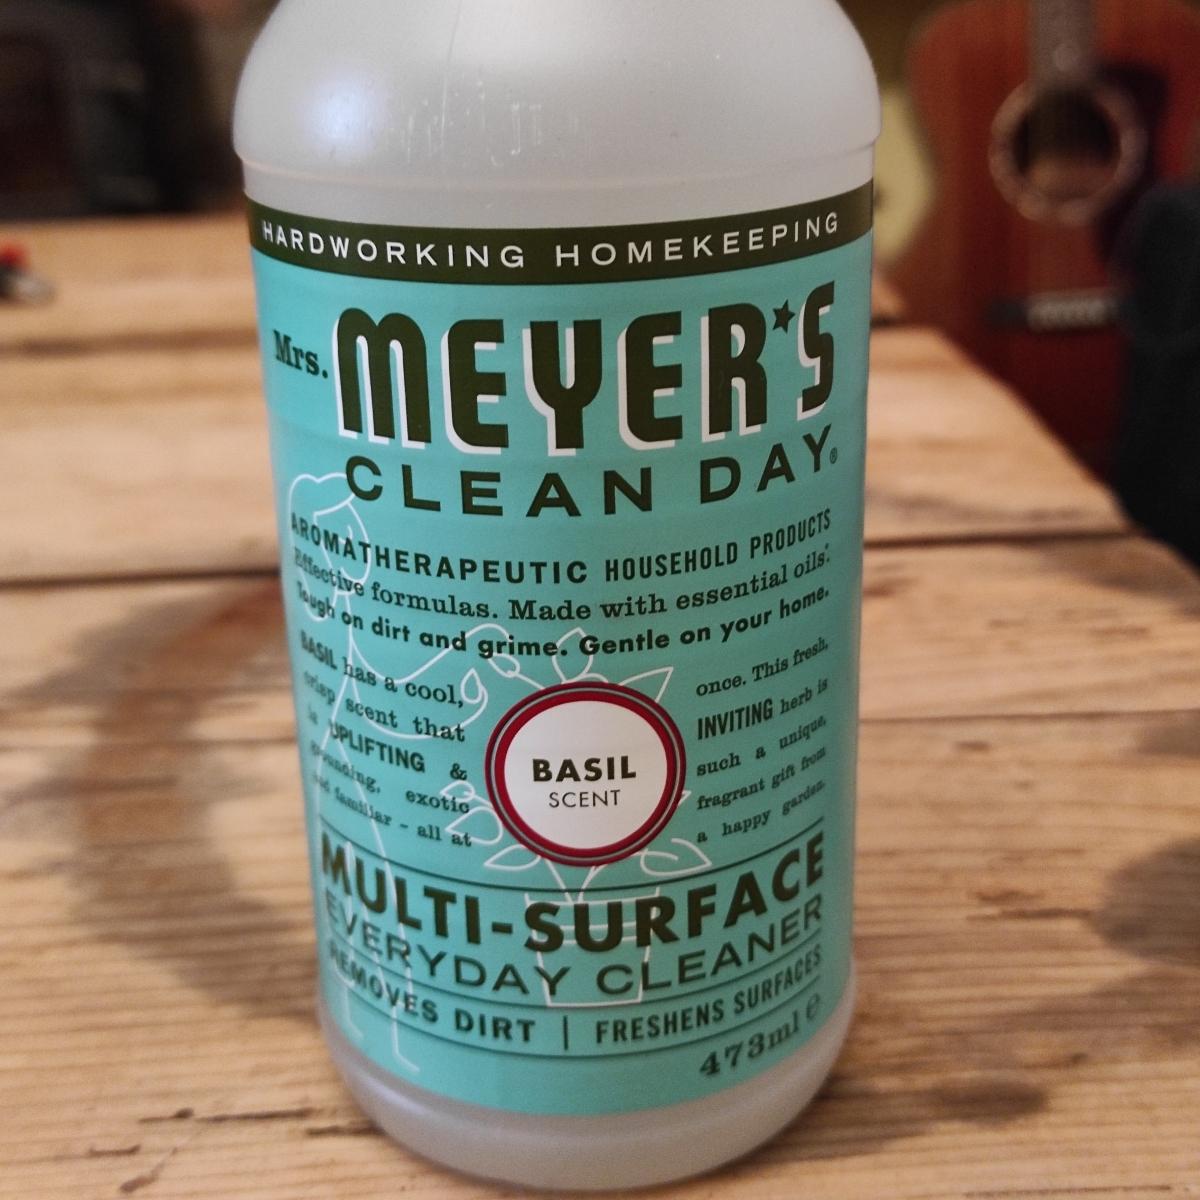 HARDWORKING HOMEKEEPING
Mrs. MEYER'S
CLEAN DAY®
AROMATHERAPEUTIC HOUSEHOLD PRODUCTS
Effective formulas. Made with essential oils*.
Tough on dirt and grime. Gentle on your home.
BASIL has a cool,
crisp scent that
is UPLIFTING &
grounding, exotic
and familiar - all at
once. This fresh,
INVITING herb is
such a unique,
fragrant gift from
a happy garden.
BASIL
SCENT
MULTI-SURFACE
EVERYDAY CLEANER
REMOVES DIRT | FRESHENS SURFACES
473ml ℮